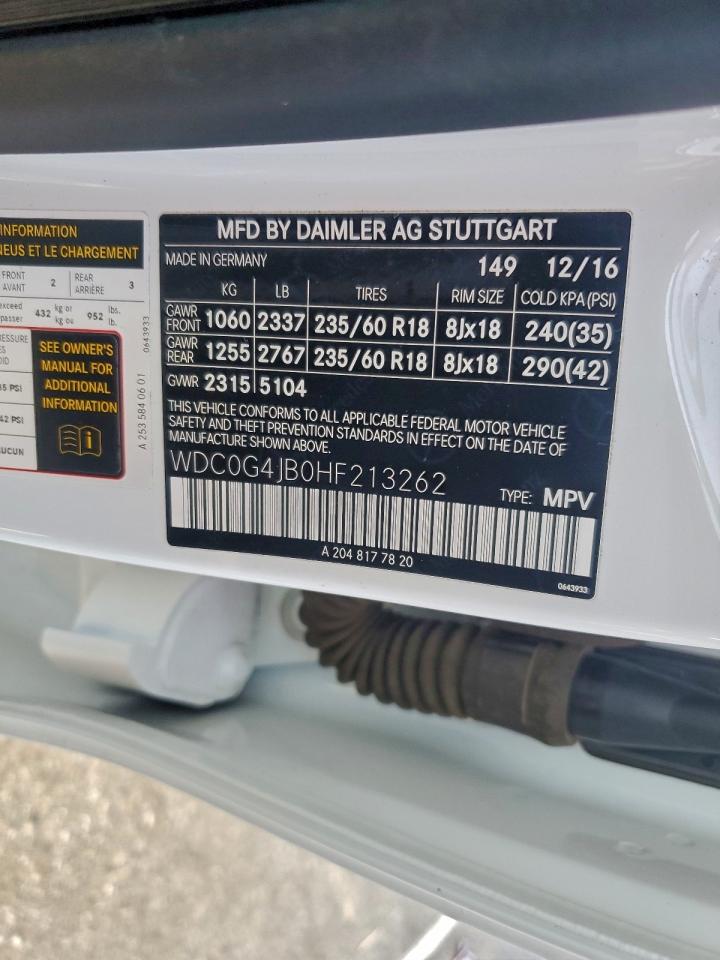 INFORMATION
NEUS ET LE CHARGEMENT
FRONT AVANT 2 REAR ARRIÈRE 3
exceed passer 432 kg or kg ou 952 lbs. lb.
PRESSURE
SEE OWNER'S
MANUAL FOR
ADDITIONAL
INFORMATION
35 PSI
42 PSI
UCUN
0643933
A 253 584 06 01
MFD BY DAIMLER AG STUTTGART
MADE IN GERMANY 149 12/16
KG LB TIRES RIM SIZE COLD KPA(PSI)
GAWR FRONT 1060 2337 235/60 R18 8Jx18 240(35)
GAWR REAR 1255 2767 235/60 R18 8Jx18 290(42)
GVWR 2315 5104
THIS VEHICLE CONFORMS TO ALL APPLICABLE FEDERAL MOTOR VEHICLE
SAFETY AND THEFT PREVENTION STANDARDS IN EFFECT ON THE DATE OF
MANUFACTURE SHOWN ABOVE.
WDC0G4JB0HF213262 TYPE: MPV
A 204 817 78 20
0643933